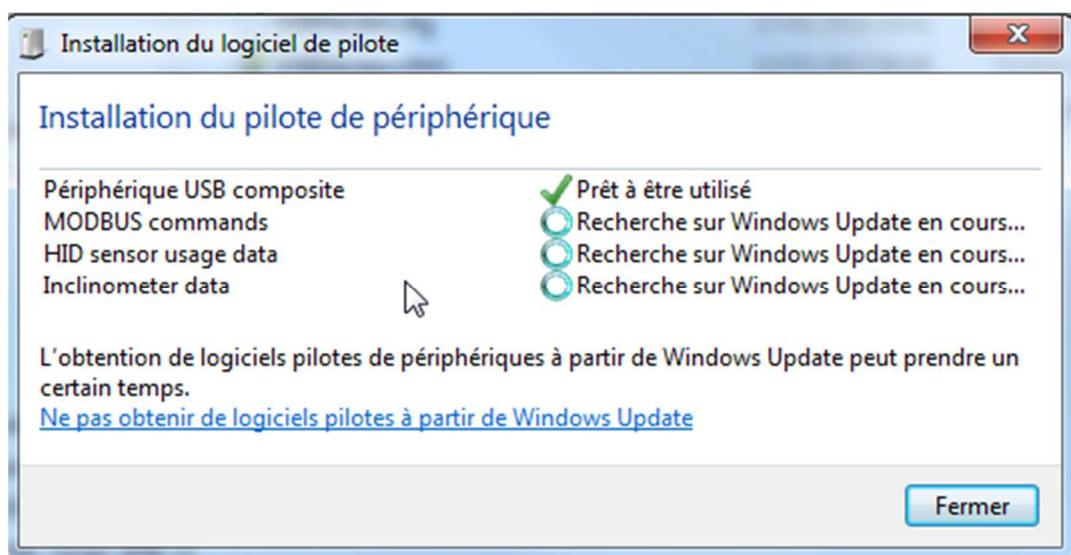 Installation du logiciel de pilote
Installation du pilote de périphérique
Périphérique USB composite Prêt à être utilisé
MODBUS commands Recherche sur Windows Update en cours...
HID sensor usage data Recherche sur Windows Update en cours...
Inclinometer data Recherche sur Windows Update en cours...
L'obtention de logiciels pilotes de périphériques à partir de Windows Update peut prendre un
certain temps.
Ne pas obtenir de logiciels pilotes à partir de Windows Update
Fermer